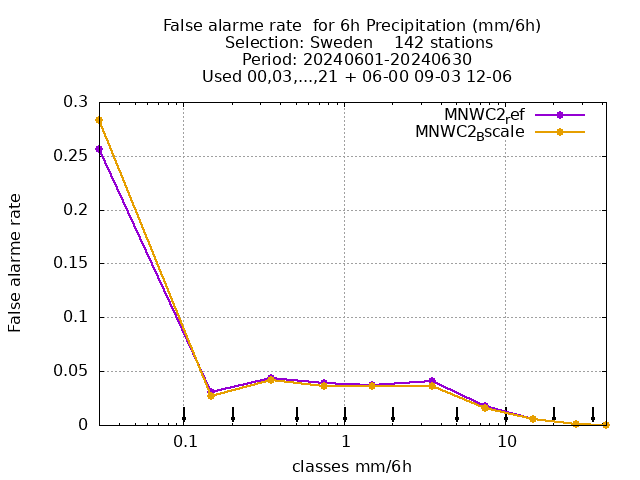 False alarme rate  for 6h Precipitation (mm/6h)
Selection: Sweden    142 stations
Period: 20240601-20240630
Used 00,03,...,21 + 06-00 09-03 12-06
MNWC2ref
MNWC2Bscale
0.3
0.25
0.2
0.15
0.1
0.05
0
False alarme rate
0.1
1
10
classes mm/6h